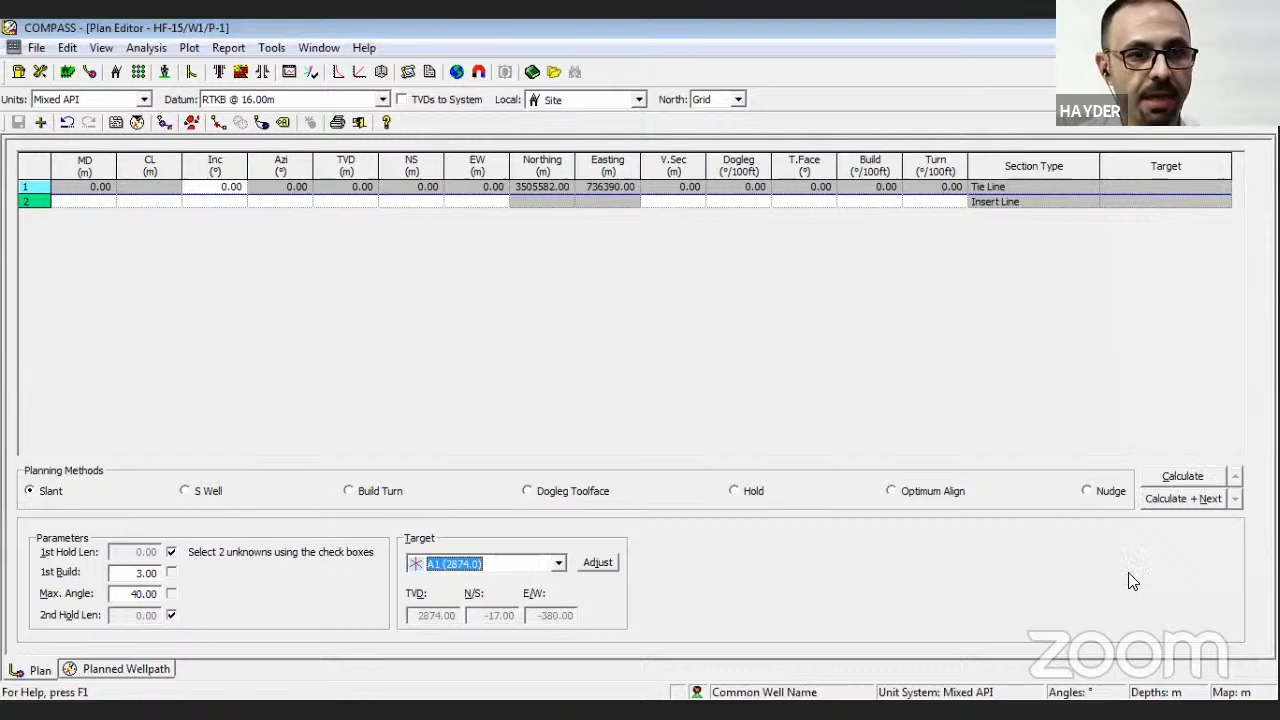 COMPASS - [Plan Editor - HF-15/W1/P-1]
File Edit View Analysis Plot Report Tools Window Help
Units: Mixed API Datum: RTKB @ 16.00m TVDs to System Local: Site North: Grid
HAYDER
MD (m) CL (m) Inc (°) Azi (°) TVD (m) NS (m) EW (m) Northing (m) Easting (m) V.Sec (m) Dogleg (°/100ft) T.Face (°) Build (°/100ft) Turn (°/100ft) Section Type Target
1 0.00 0.00 0.00 0.00 0.00 0.00 3505582.00 736390.00 0.00 0.00 0.00 0.00 0.00 Tie Line
2 Insert Line
Planning Methods
Slant S Well Build Turn Dogleg Toolface Hold Optimum Align Nudge
Calculate
Calculate + Next
Parameters
1st Hold Len: 0.00 Select 2 unknowns using the check boxes
1st Build: 3.00
Max. Angle: 40.00
2nd Hold Len: 0.00
Target
A1 (2874.0) Adjust
TVD: N/S: E/W:
2874.00 -17.00 -380.00
zoom
Plan Planned Wellpath
For Help, press F1 Common Well Name Unit System: Mixed API Angles: ° Depths: m Map: m